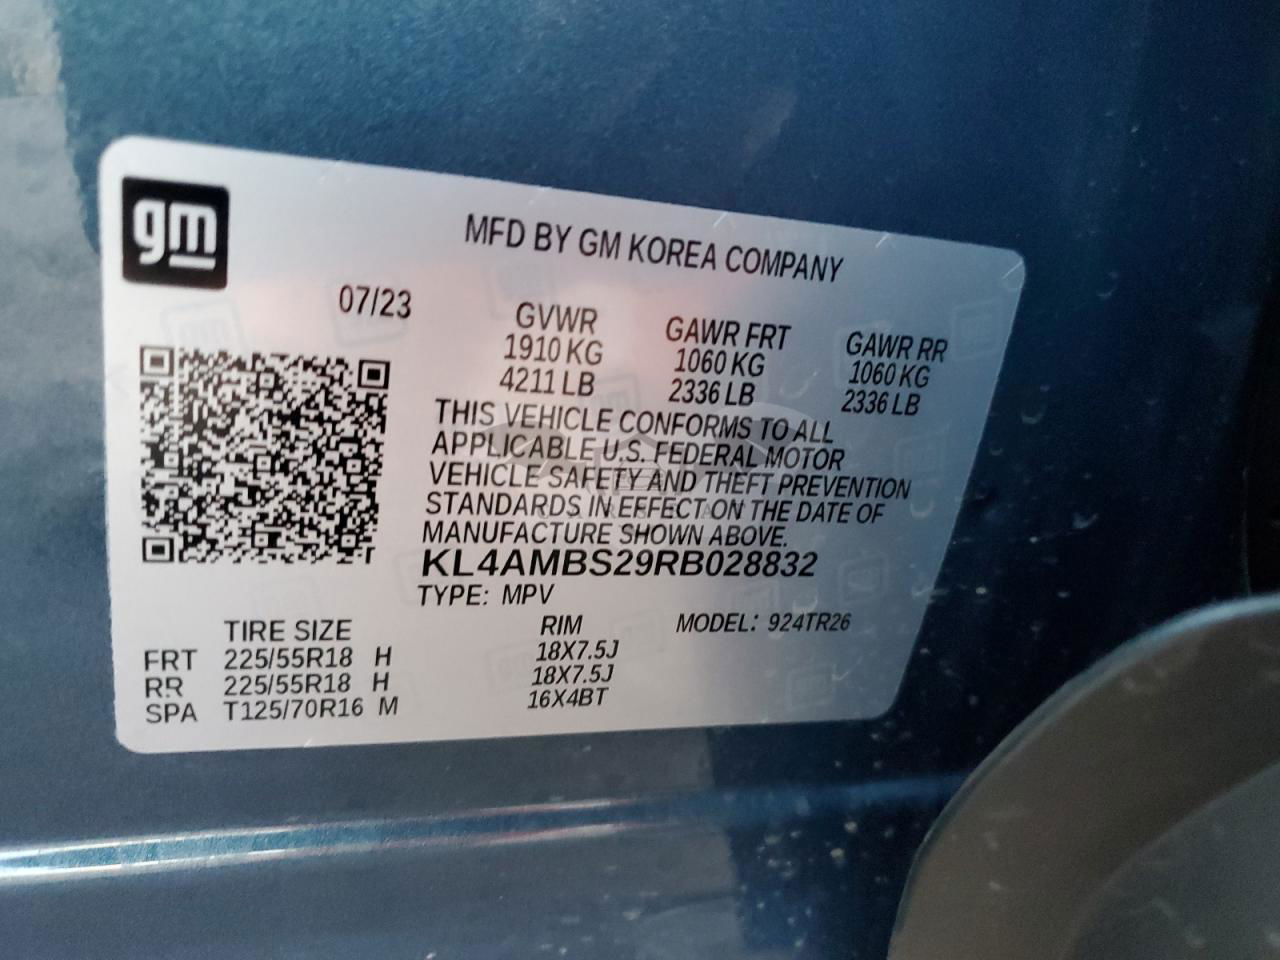 gm
MFD BY GM KOREA COMPANY
07/23
GVWR GAWR FRT GAWR RR
1910 KG 1060 KG 1060 KG
4211 LB 2336 LB 2336 LB
THIS VEHICLE CONFORMS TO ALL
APPLICABLE U.S. FEDERAL MOTOR
VEHICLE SAFETY AND THEFT PREVENTION
STANDARDS IN EFFECT ON THE DATE OF
MANUFACTURE SHOWN ABOVE.
KL4AMBS29RB028832
TYPE: MPV
TIRE SIZE RIM MODEL: 924TR26
FRT 225/55R18 H 18X7.5J
RR 225/55R18 H 18X7.5J
SPA T125/70R16 M 16X4BT